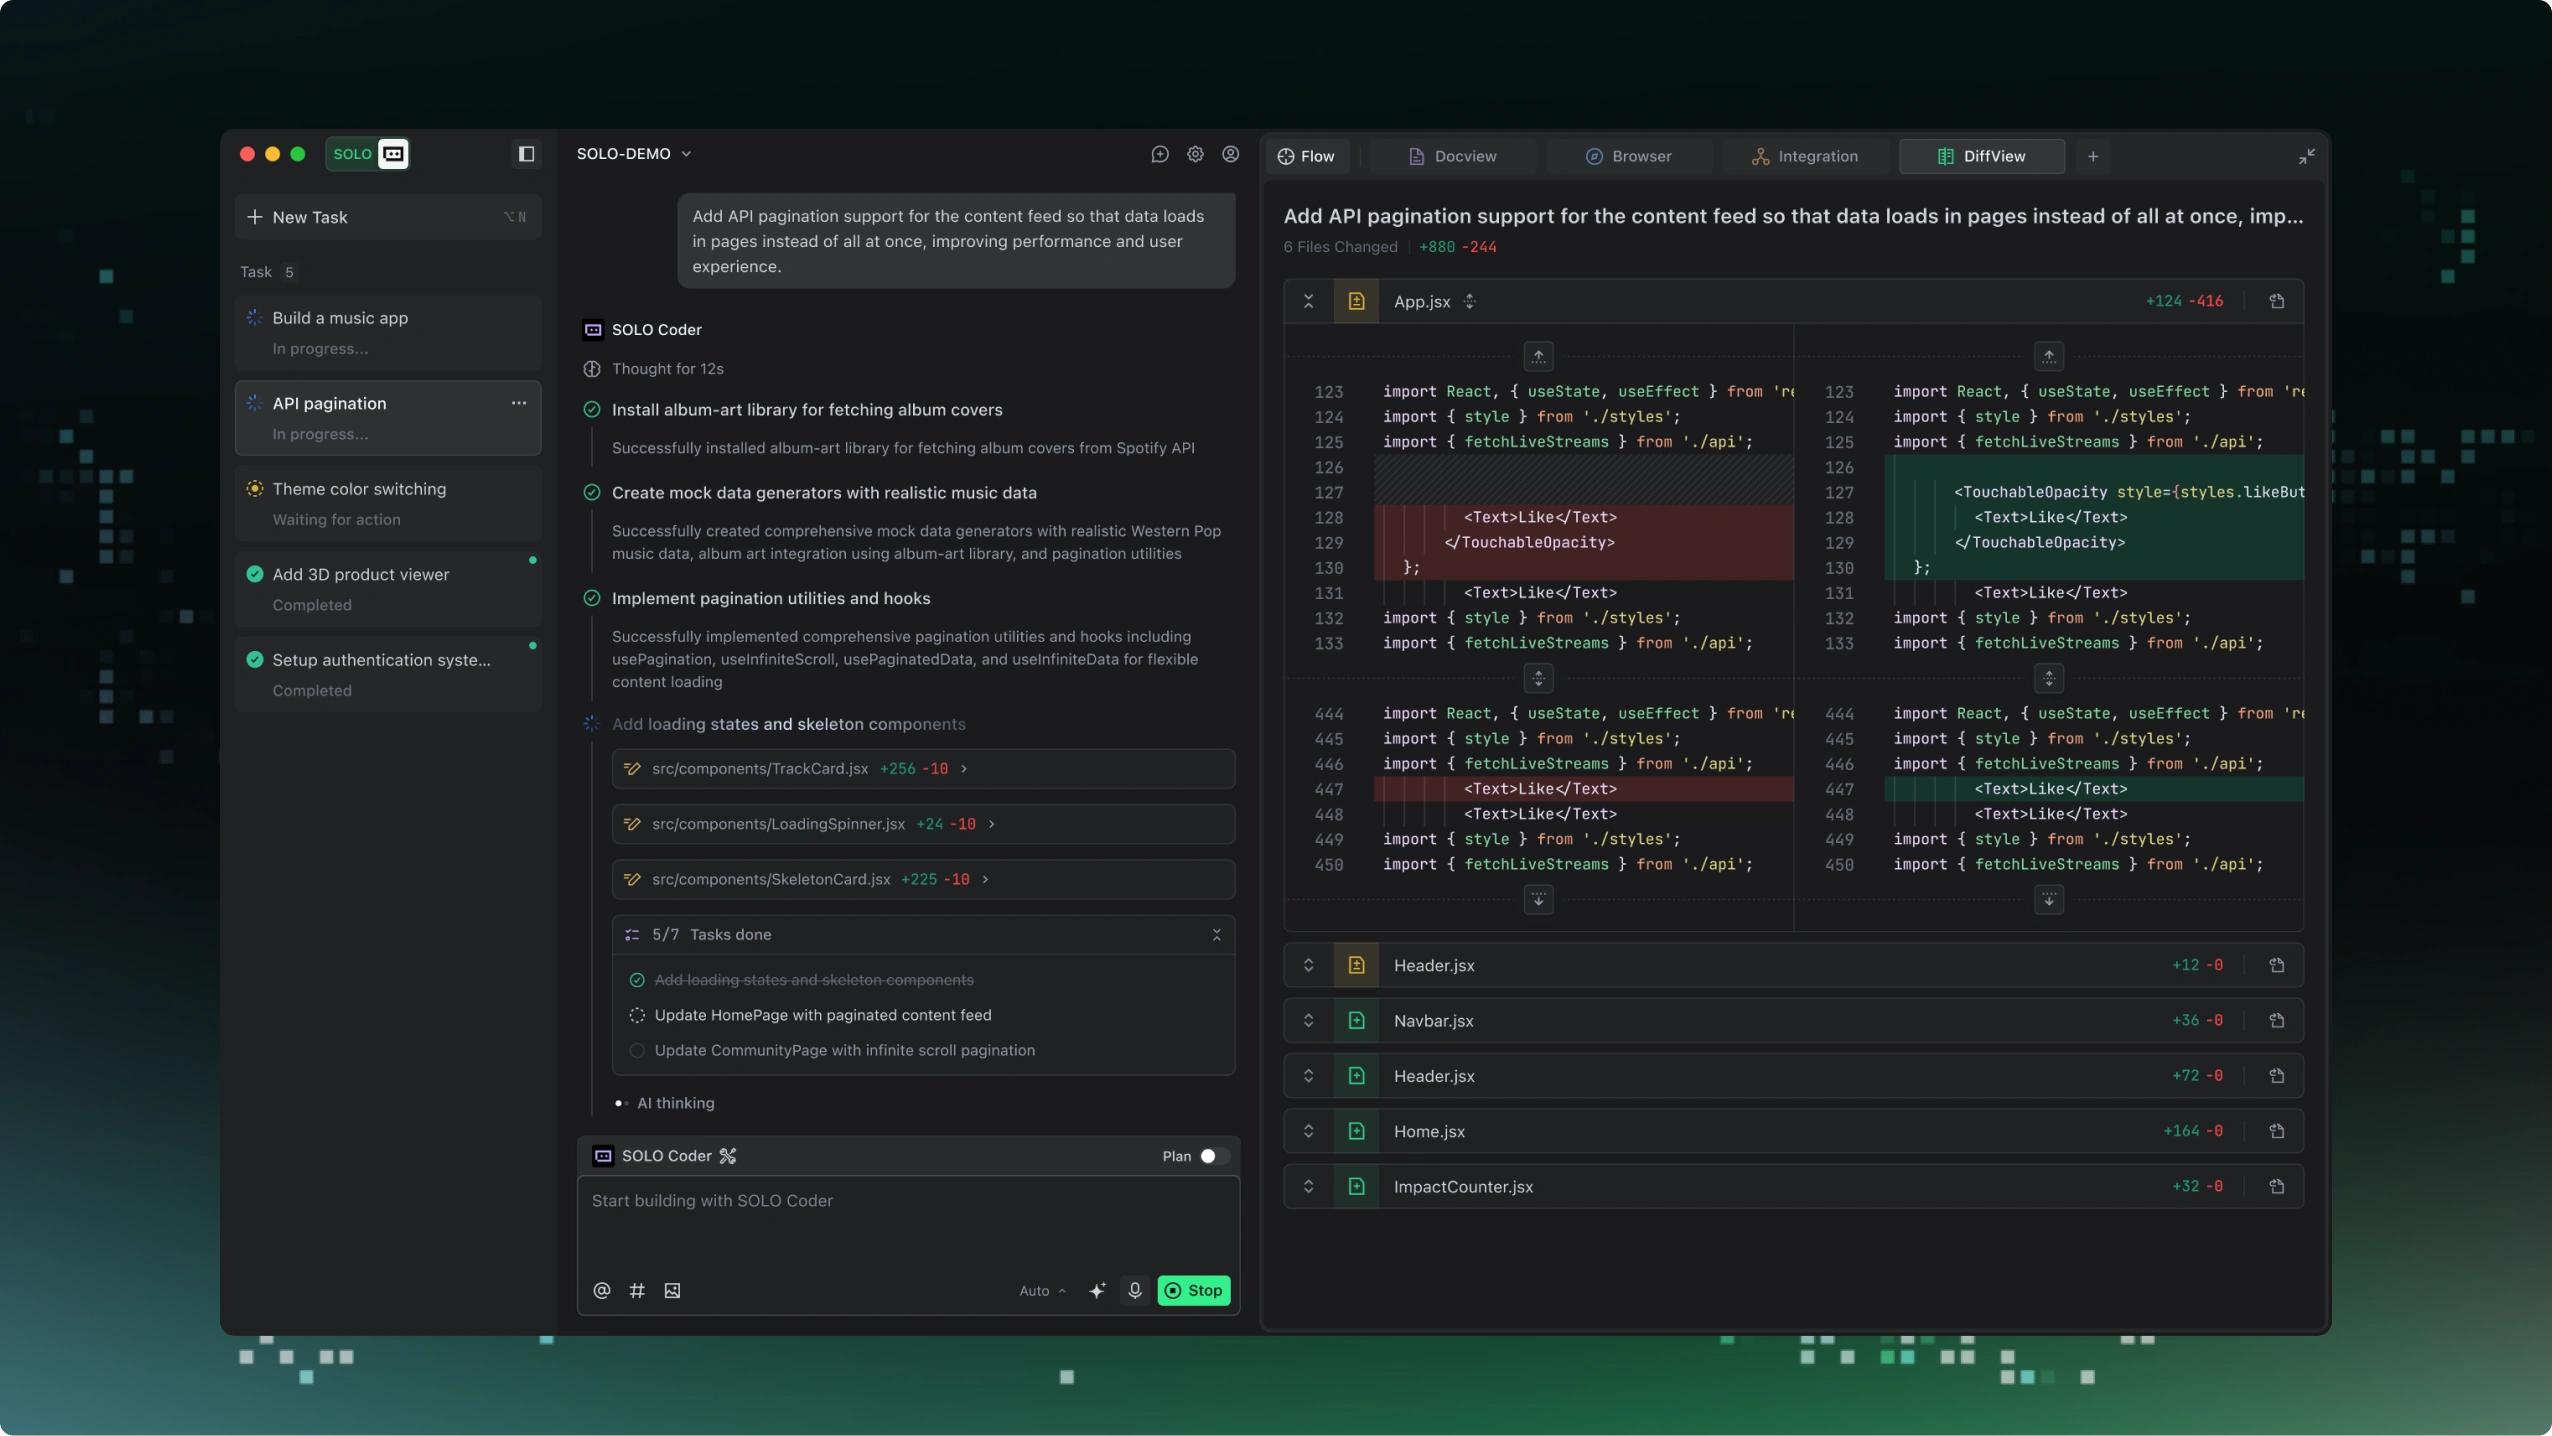 SOLO
New Task
⌥ N
Task 5
Build a music app
In progress...
API pagination
In progress...
Theme color switching
Waiting for action
Add 3D product viewer
Completed
Setup authentication syste...
Completed
SOLO-DEMO
Add API pagination support for the content feed so that data loads
in pages instead of all at once, improving performance and user
experience.
SOLO Coder
Thought for 12s
Install album-art library for fetching album covers
Successfully installed album-art library for fetching album covers from Spotify API
Create mock data generators with realistic music data
Successfully created comprehensive mock data generators with realistic Western Pop
music data, album art integration using album-art library, and pagination utilities
Implement pagination utilities and hooks
Successfully implemented comprehensive pagination utilities and hooks including
usePagination, useInfiniteScroll, usePaginatedData, and useInfiniteData for flexible
content loading
Add loading states and skeleton components
src/components/TrackCard.jsx +256 -10
src/components/LoadingSpinner.jsx +24 -10
src/components/SkeletonCard.jsx +225 -10
5/7 Tasks done
Add loading states and skeleton components
Update HomePage with paginated content feed
Update CommunityPage with infinite scroll pagination
AI thinking
SOLO Coder
Plan
Start building with SOLO Coder
Auto
Stop
Flow
Docview
Browser
Integration
DiffView
Add API pagination support for the content feed so that data loads in pages instead of all at once, imp...
6 Files Changed +880 -244
App.jsx
+124 -416
123 import React, { useState, useEffect } from 're
124 import { style } from './styles';
125 import { fetchLiveStreams } from './api';
126
127
128 <Text>Like</Text>
129 </TouchableOpacity>
130 };
131 <Text>Like</Text>
132 import { style } from './styles';
133 import { fetchLiveStreams } from './api';
444 import React, { useState, useEffect } from 're
445 import { style } from './styles';
446 import { fetchLiveStreams } from './api';
447 <Text>Like</Text>
448 <Text>Like</Text>
449 import { style } from './styles';
450 import { fetchLiveStreams } from './api';
123 import React, { useState, useEffect } from 're
124 import { style } from './styles';
125 import { fetchLiveStreams } from './api';
126
127 <TouchableOpacity style={styles.likeBut
128 <Text>Like</Text>
129 </TouchableOpacity>
130 };
131 <Text>Like</Text>
132 import { style } from './styles';
133 import { fetchLiveStreams } from './api';
444 import React, { useState, useEffect } from 're
445 import { style } from './styles';
446 import { fetchLiveStreams } from './api';
447 <Text>Like</Text>
448 <Text>Like</Text>
449 import { style } from './styles';
450 import { fetchLiveStreams } from './api';
Header.jsx +12 -0
Navbar.jsx +36 -0
Header.jsx +72 -0
Home.jsx +164 -0
ImpactCounter.jsx +32 -0